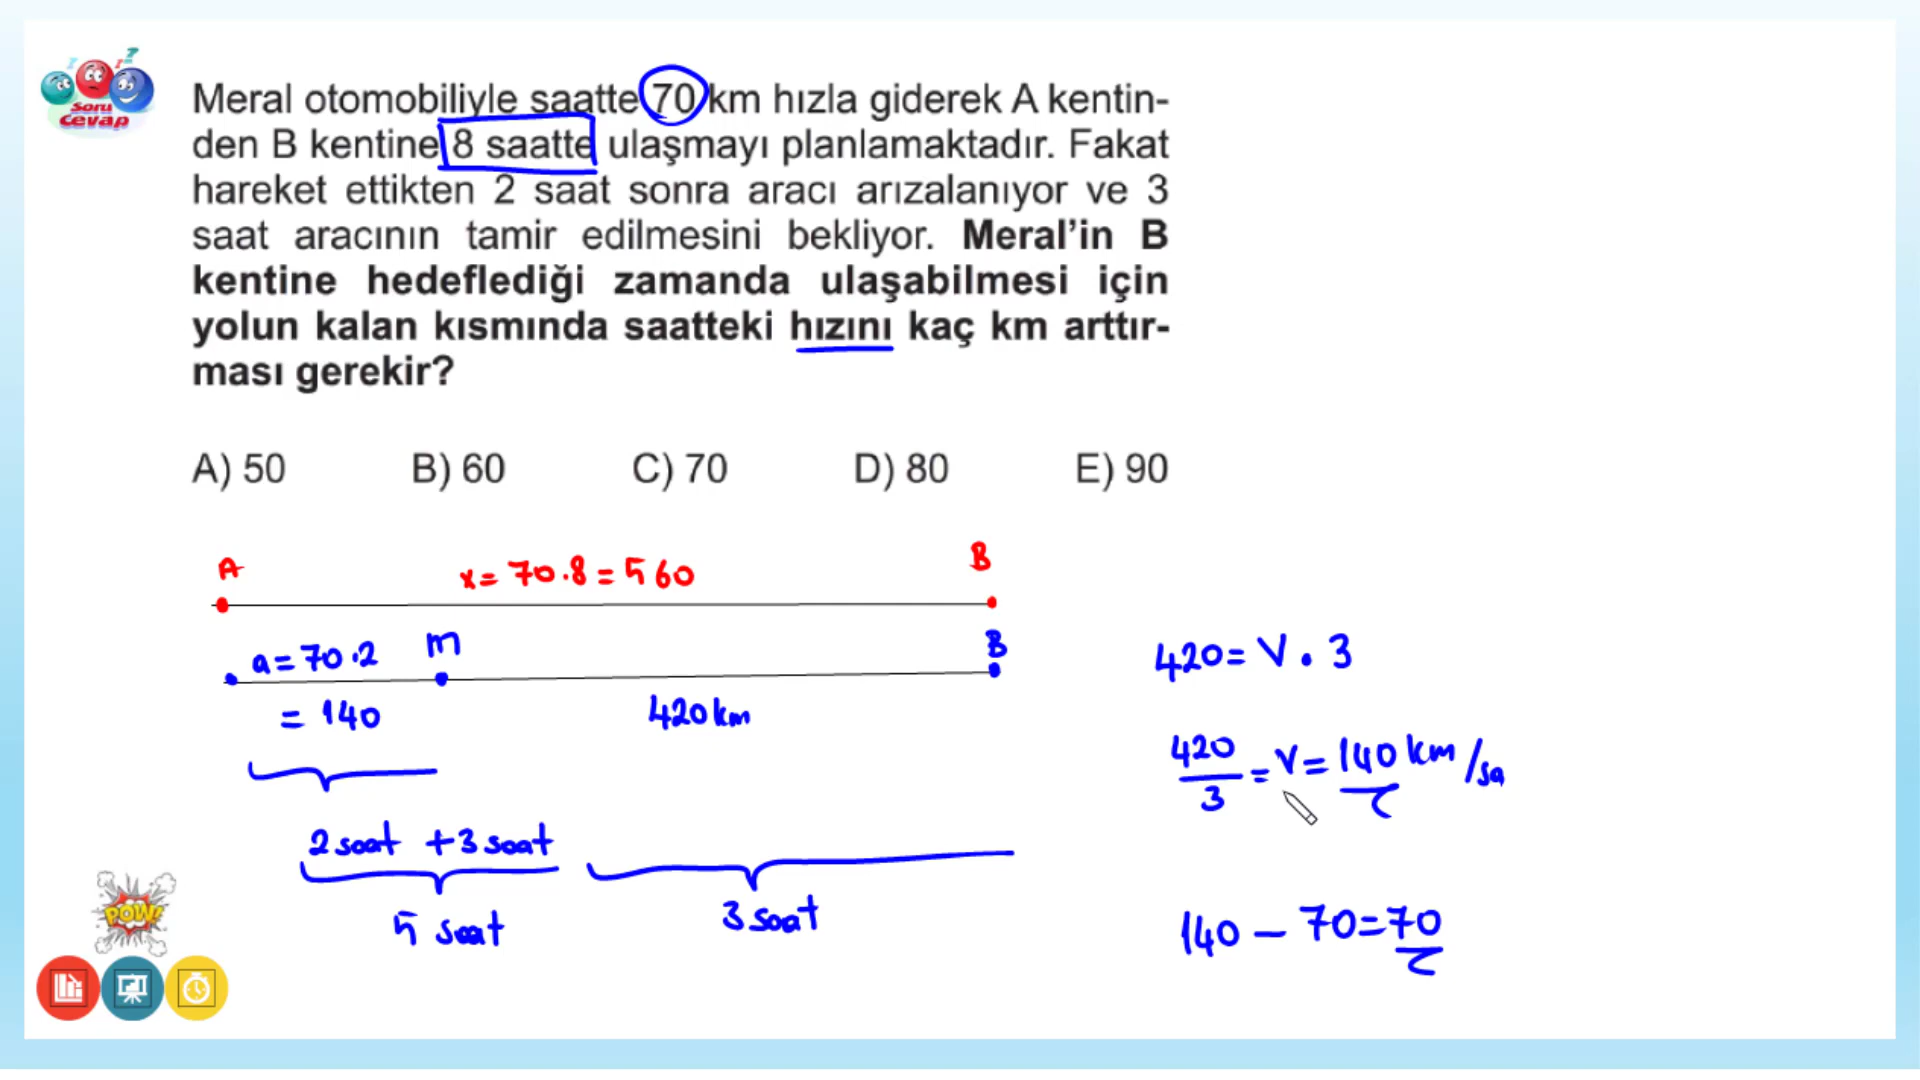 Soru
Cevap
Meral otomobiliyle saatte 70 km hızla giderek A kentin-
den B kentine 8 saatte ulaşmayı planlamaktadır. Fakat
hareket ettikten 2 saat sonra aracı arızalanıyor ve 3
saat aracının tamir edilmesini bekliyor. Meral’in B
kentine hedeflediği zamanda ulaşabilmesi için
yolun kalan kısmında saatteki hızını kaç km arttır-
ması gerekir?
A) 50 B) 60 C) 70 D) 80 E) 90
A x = 70.8 = 560 B
a = 70.2 m B
= 140 420 km
2 saat + 3 saat
5 saat 3 saat
420 = V . 3
420/3 = V = 140 km/sa
140 - 70 = 70
POW!